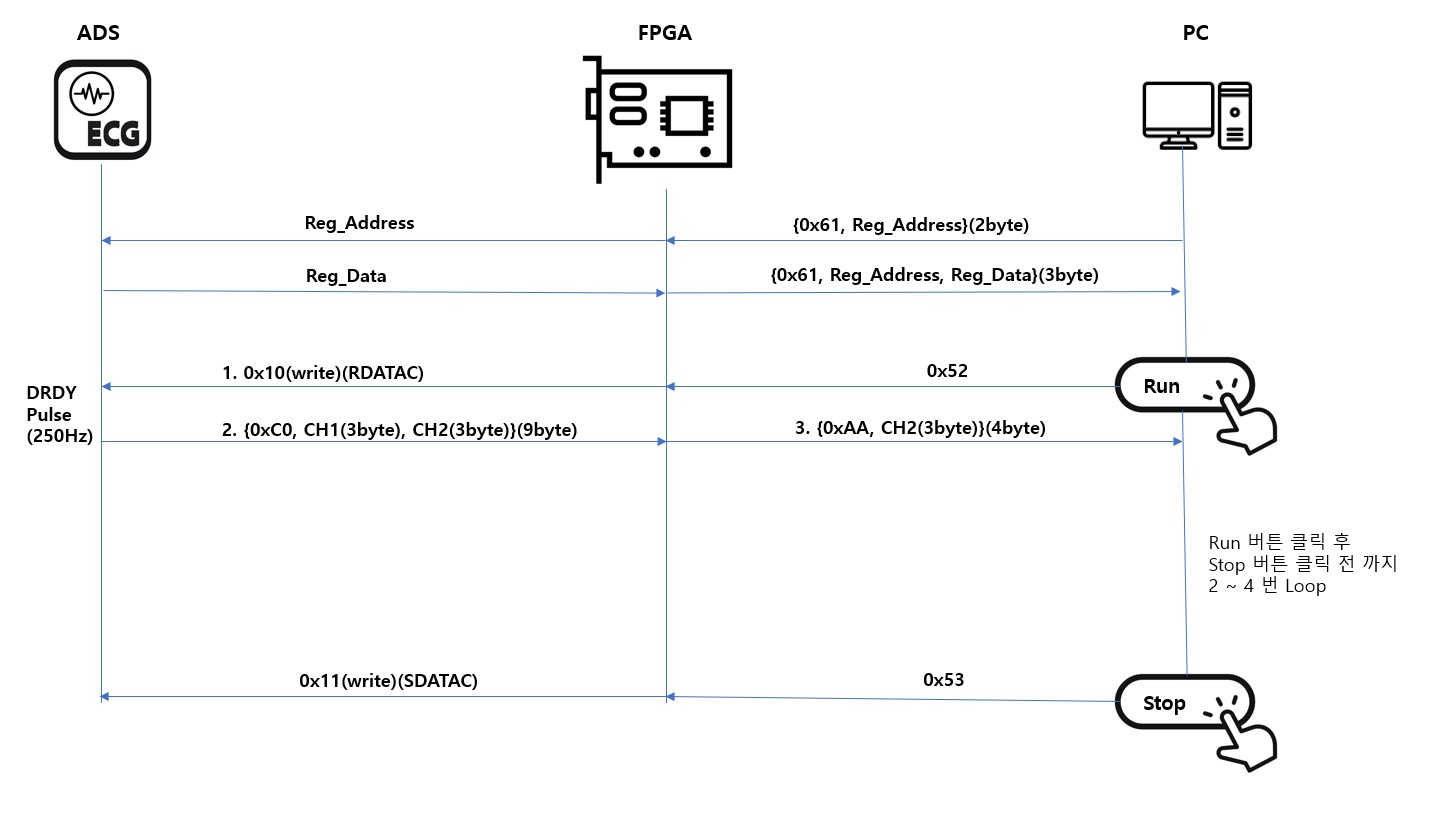 ADS
FPGA
PC
ECG
Reg_Address
{0x61, Reg_Address}(2byte)
Reg_Data
{0x61, Reg_Address, Reg_Data}(3byte)
1. 0x10(write)(RDATAC)
0x52
Run
DRDY
Pulse
(250Hz)
2. {0xC0, CH1(3byte), CH2(3byte)}(9byte)
3. {0xAA, CH2(3byte)}(4byte)
Run 버튼 클릭 후
Stop 버튼 클릭 전 까지
2 ~ 4 번 Loop
0x11(write)(SDATAC)
0x53
Stop